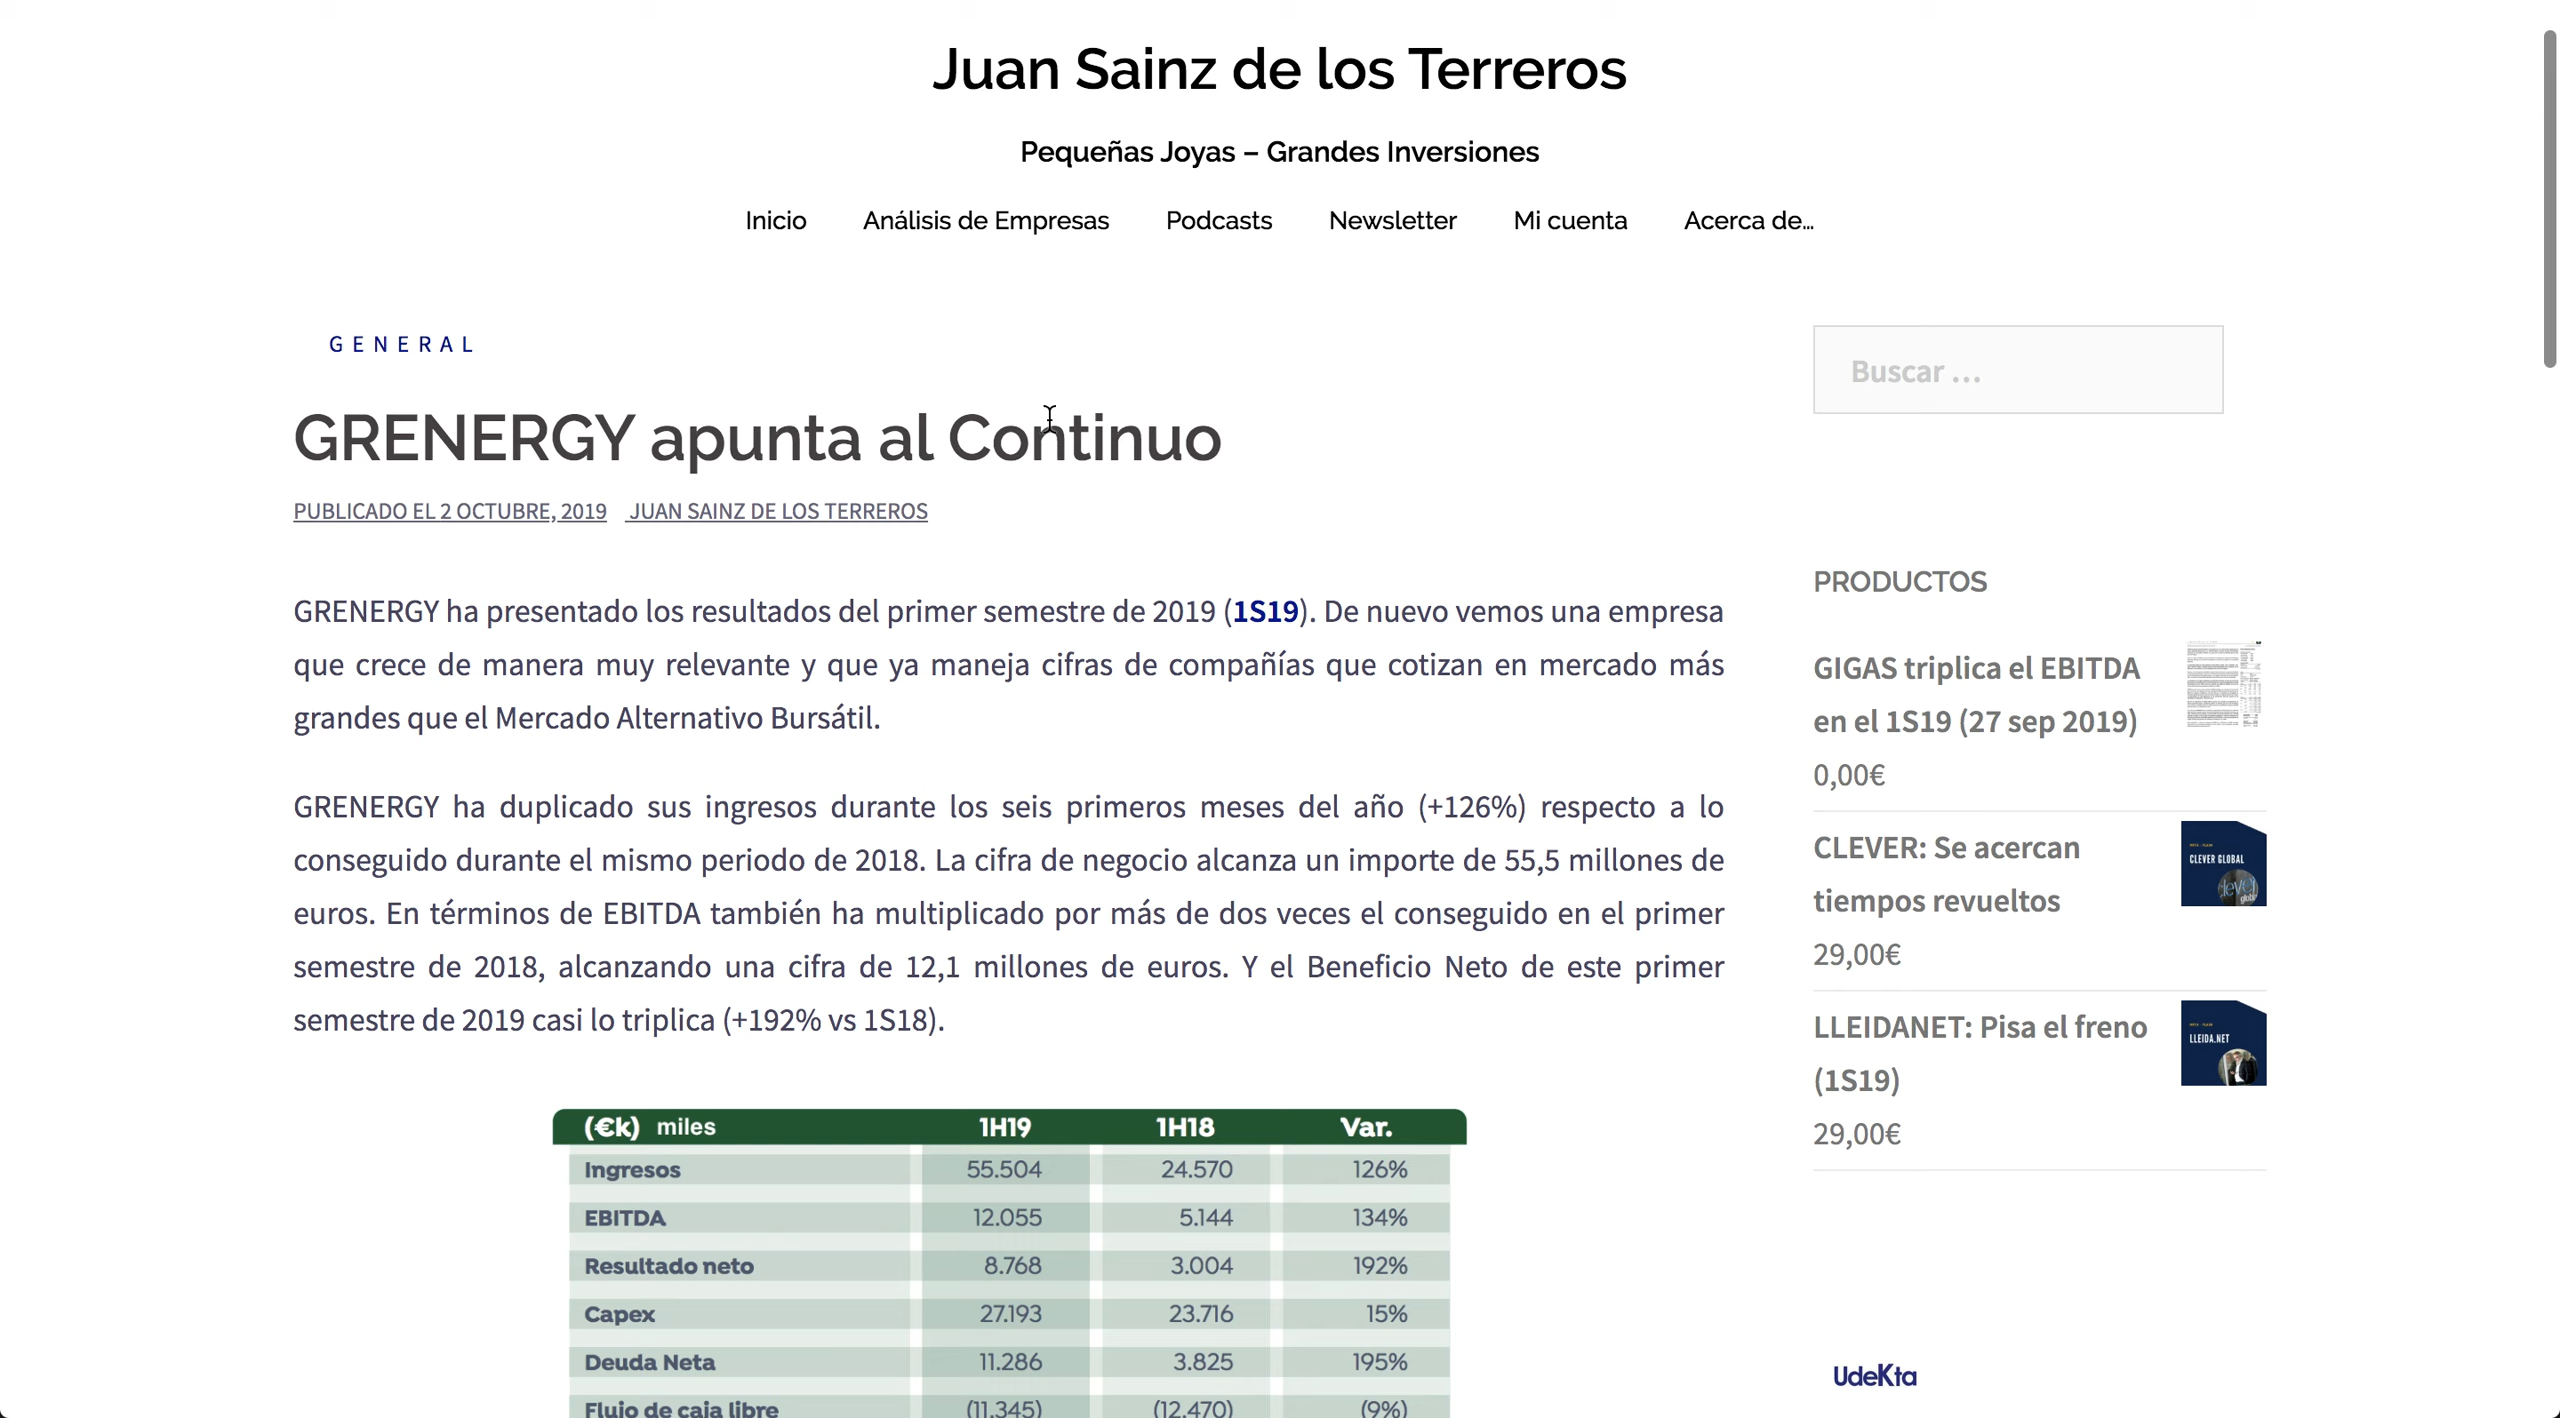 Juan Sainz de los Terreros
Pequeñas Joyas – Grandes Inversiones
Inicio Análisis de Empresas Podcasts Newsletter Mi cuenta Acerca de...
GENERAL
GRENERGY apunta al Continuo
PUBLICADO EL 2 OCTUBRE, 2019 JUAN SAINZ DE LOS TERREROS
GRENERGY ha presentado los resultados del primer semestre de 2019 (1S19). De nuevo vemos una empresa
que crece de manera muy relevante y que ya maneja cifras de compañías que cotizan en mercado más
grandes que el Mercado Alternativo Bursátil.
GRENERGY ha duplicado sus ingresos durante los seis primeros meses del año (+126%) respecto a lo
conseguido durante el mismo periodo de 2018. La cifra de negocio alcanza un importe de 55,5 millones de
euros. En términos de EBITDA también ha multiplicado por más de dos veces el conseguido en el primer
semestre de 2018, alcanzando una cifra de 12,1 millones de euros. Y el Beneficio Neto de este primer
semestre de 2019 casi lo triplica (+192% vs 1S18).
(€k) miles 1H19 1H18 Var.
Ingresos 55.504 24.570 126%
EBITDA 12.055 5.144 134%
Resultado neto 8.768 3.004 192%
Capex 27.193 23.716 15%
Deuda Neta 11.286 3.825 195%
Flujo de caja libre (11.345) (12.470) (9%)
Buscar ...
PRODUCTOS
GIGAS triplica el EBITDA
en el 1S19 (27 sep 2019)
0,00€
CLEVER: Se acercan
tiempos revueltos
29,00€
CLEVER GLOBAL
LLEIDANET: Pisa el freno
(1S19)
29,00€
LLEIDA.NET
UdeKta